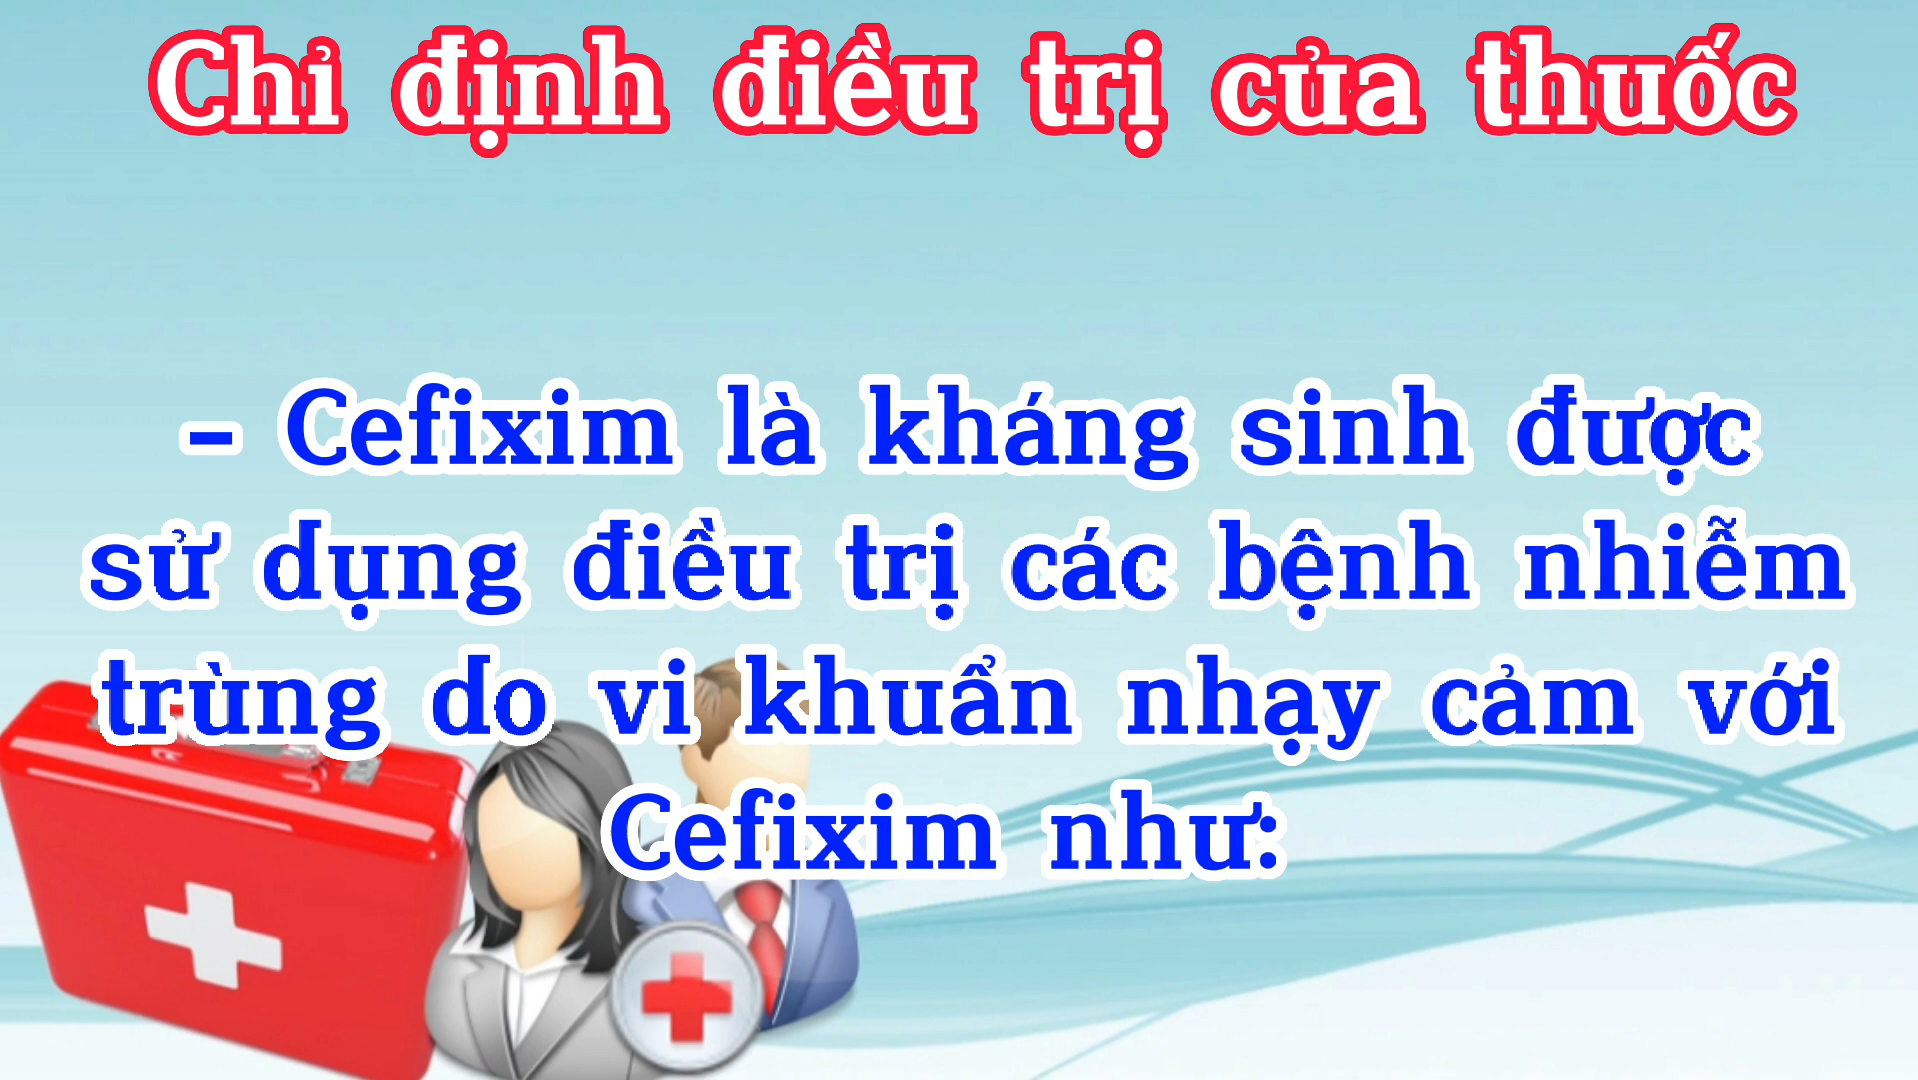 Chỉ định điều trị của thuốc
- Cefixim là kháng sinh được
sử dụng điều trị các bệnh nhiễm
trùng do vi khuẩn nhạy cảm với
Cefixim như: